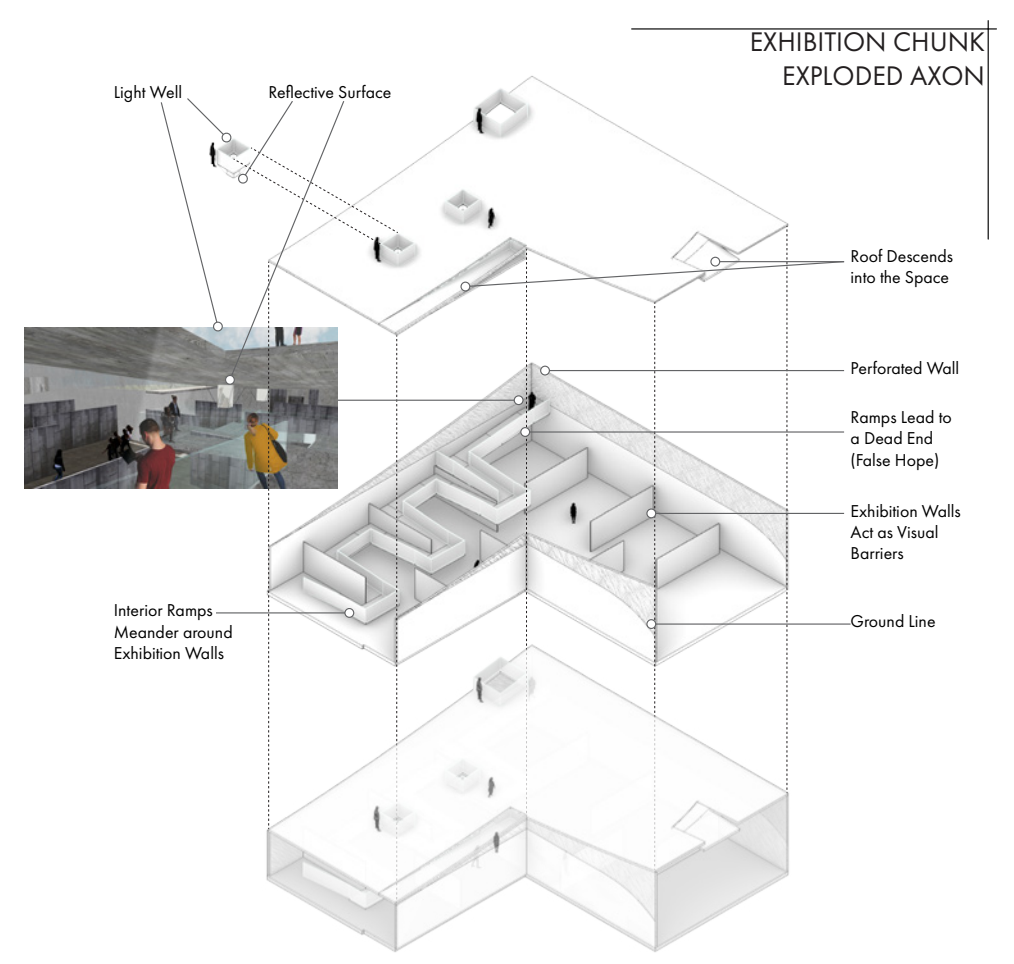 EXHIBITION CHUNK
EXPLODED AXON
Light Well
Reflective Surface
Roof Descends
into the Space
Perforated Wall
Ramps Lead to
a Dead End
(False Hope)
Exhibition Walls
Act as Visual
Barriers
Interior Ramps
Meander around
Exhibition Walls
Ground Line